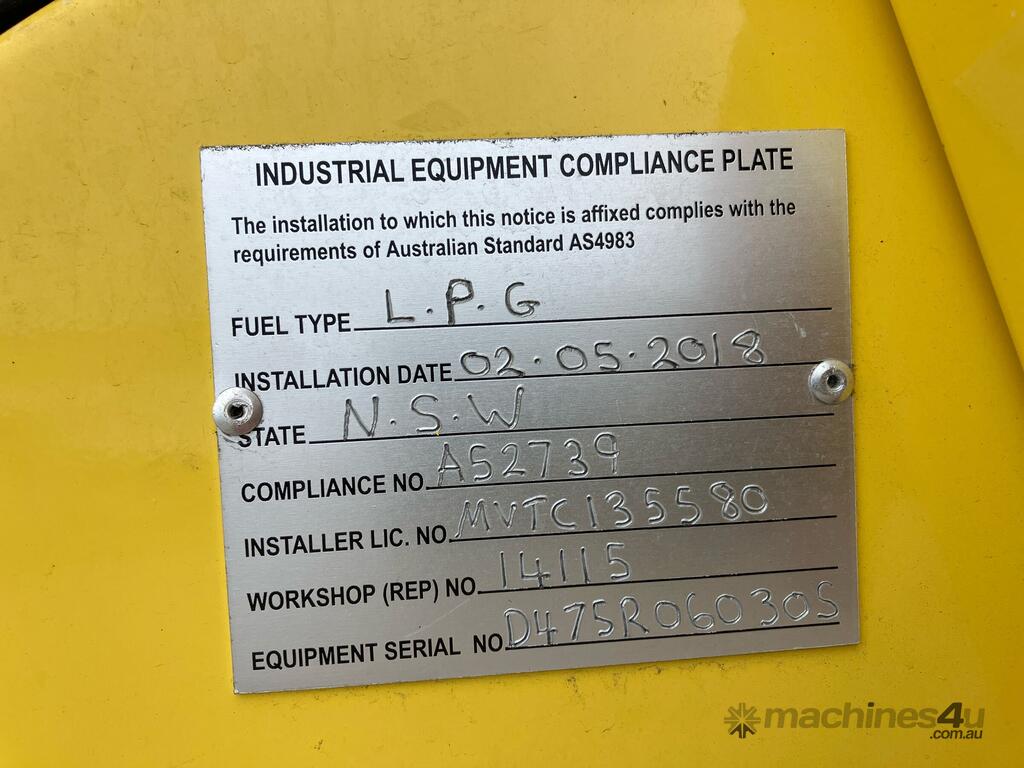 INDUSTRIAL EQUIPMENT COMPLIANCE PLATE
The installation to which this notice is affixed complies with the
requirements of Australian Standard AS4983
FUEL TYPE L.P.G
INSTALLATION DATE 02.05.2018
STATE N.S.W
COMPLIANCE NO. A52739
INSTALLER LIC. NO. MVTC135580
WORKSHOP (REP) NO. 14115
EQUIPMENT SERIAL NO. D475R06030S
machines4u
.com.au